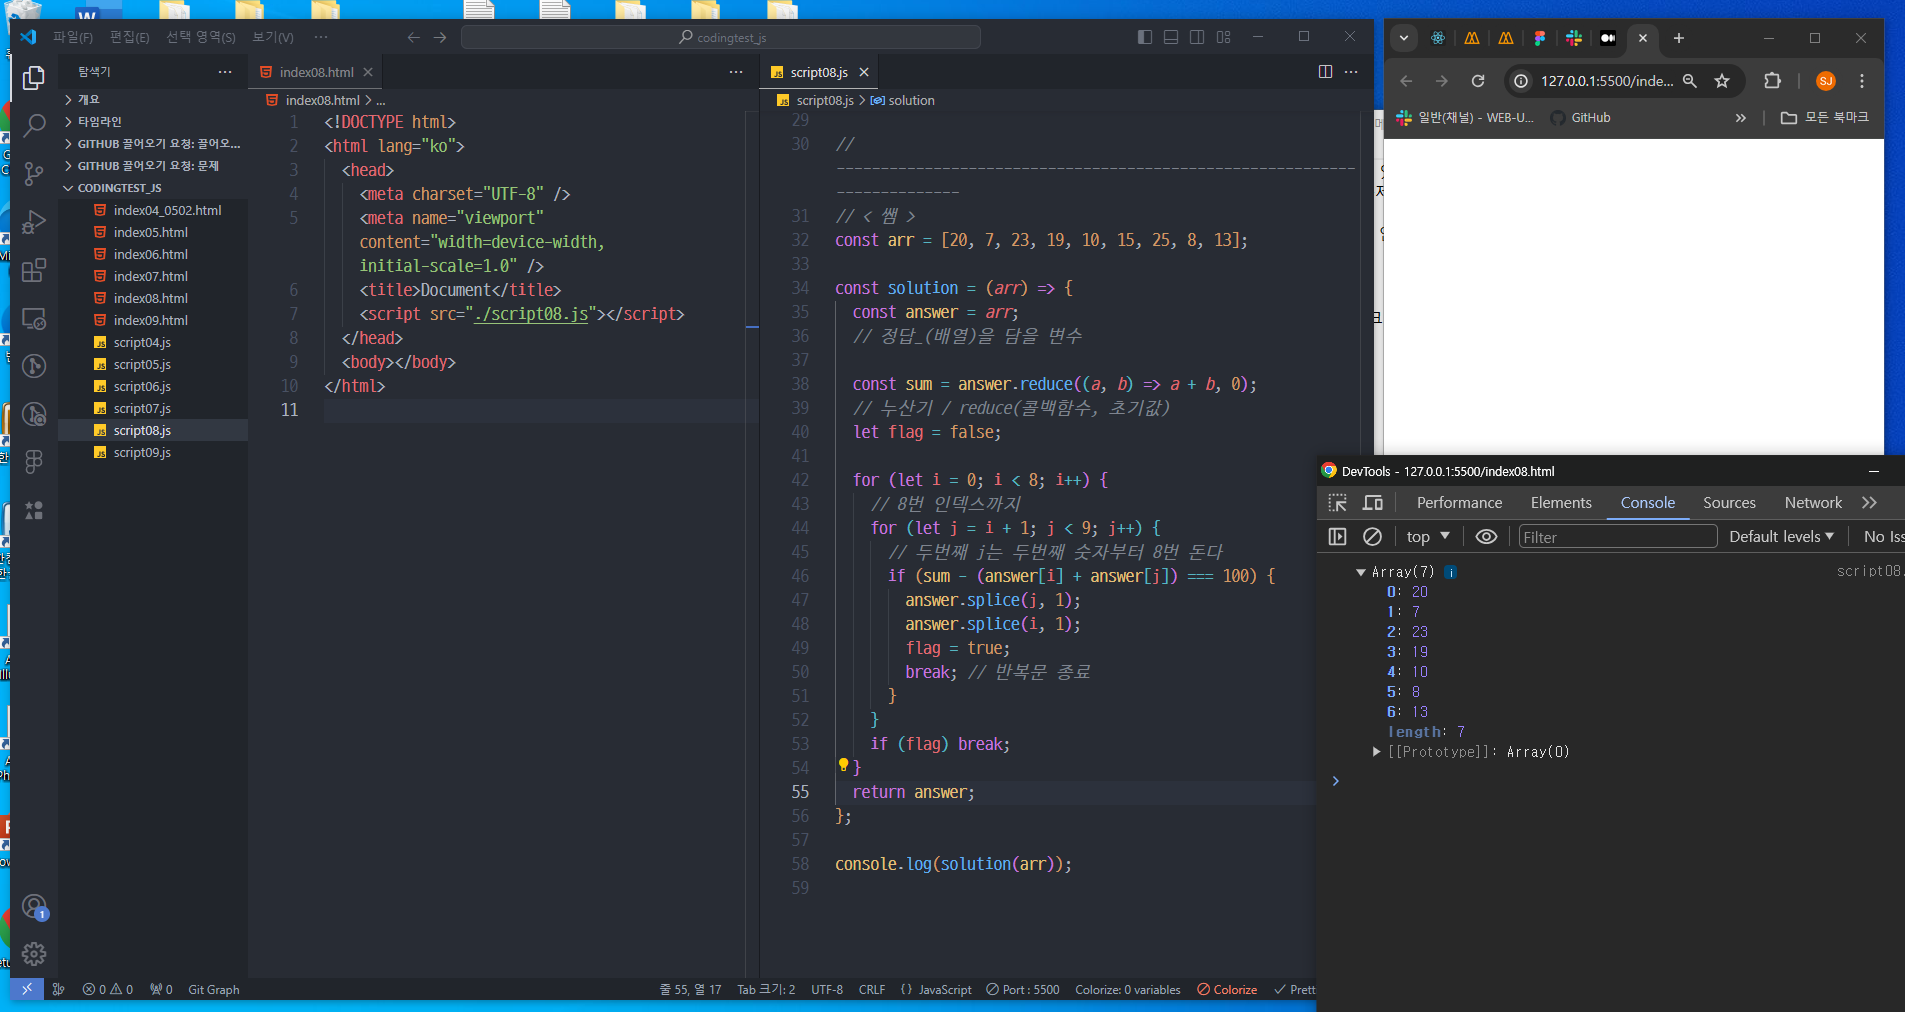 파일(F) 편집(E) 선택 영역(S) 보기(V) ···
codingtest_js
탐색기
개요
타임라인
GITHUB 끌어오기 요청: 끌어오...
GITHUB 끌어오기 요청: 문제
CODINGTEST_JS
index04_0502.html
index05.html
index06.html
index07.html
index08.html
index09.html
script04.js
script05.js
script06.js
script07.js
script08.js
script09.js
1
index08.html
index08.html > ...
1 <!DOCTYPE html>
2 <html lang="ko">
3 <head>
4 <meta charset="UTF-8" />
5 <meta name="viewport"
content="width=device-width,
initial-scale=1.0" />
6 <title>Document</title>
7 <script src="./script08.js"></script>
8 </head>
9 <body></body>
10 </html>
11
script08.js
script08.js > solution
29
30 //
---------------------------------------------------------
--------------
31 // < 쌤 >
32 const arr = [20, 7, 23, 19, 10, 15, 25, 8, 13];
33
34 const solution = (arr) => {
35 const answer = arr;
36 // 정답_(배열)을 담을 변수
37
38 const sum = answer.reduce((a, b) => a + b, 0);
39 // 누산기 / reduce(콜백함수, 초기값)
40 let flag = false;
41
42 for (let i = 0; i < 8; i++) {
43 // 8번 인덱스까지
44 for (let j = i + 1; j < 9; j++) {
45 // 두번째 j는 두번째 숫자부터 8번 돈다
46 if (sum - (answer[i] + answer[j]) === 100) {
47 answer.splice(j, 1);
48 answer.splice(i, 1);
49 flag = true;
50 break; // 반복문 종료
51 }
52 }
53 if (flag) break;
54 }
55 return answer;
56 };
57
58 console.log(solution(arr));
59
0 0 0 Git Graph
줄 55, 열 17 Tab 크기: 2 UTF-8 CRLF {} JavaScript Port : 5500 Colorize: 0 variables Colorize Prett
127.0.0.1:5500/inde...
SJ
일반(채널) - WEB-U... GitHub » 모든 북마크
DevTools - 127.0.0.1:5500/index08.html
Performance Elements Console Sources Network
top Filter Default levels No Iss
Array(7) i script08.
0: 20
1: 7
2: 23
3: 19
4: 10
5: 8
6: 13
length: 7
[[Prototype]]: Array(0)